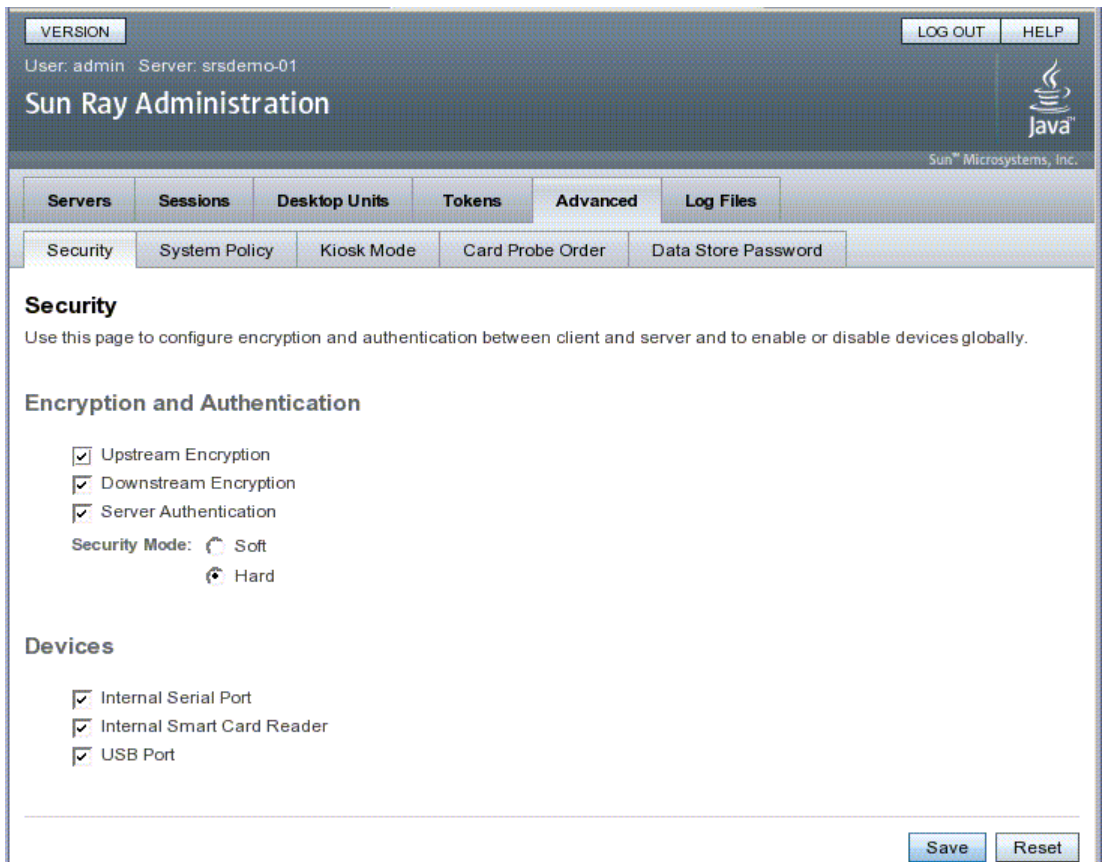 VERSION
LOG OUT
HELP
User: admin Server: srsdemo-01
Sun Ray Administration
Java™
Sun™ Microsystems, Inc.
Servers
Sessions
Desktop Units
Tokens
Advanced
Log Files
Security
System Policy
Kiosk Mode
Card Probe Order
Data Store Password
Security
Use this page to configure encryption and authentication between client and server and to enable or disable devices globally.
Encryption and Authentication
Upstream Encryption
Downstream Encryption
Server Authentication
Security Mode: Soft
Hard
Devices
Internal Serial Port
Internal Smart Card Reader
USB Port
Save
Reset